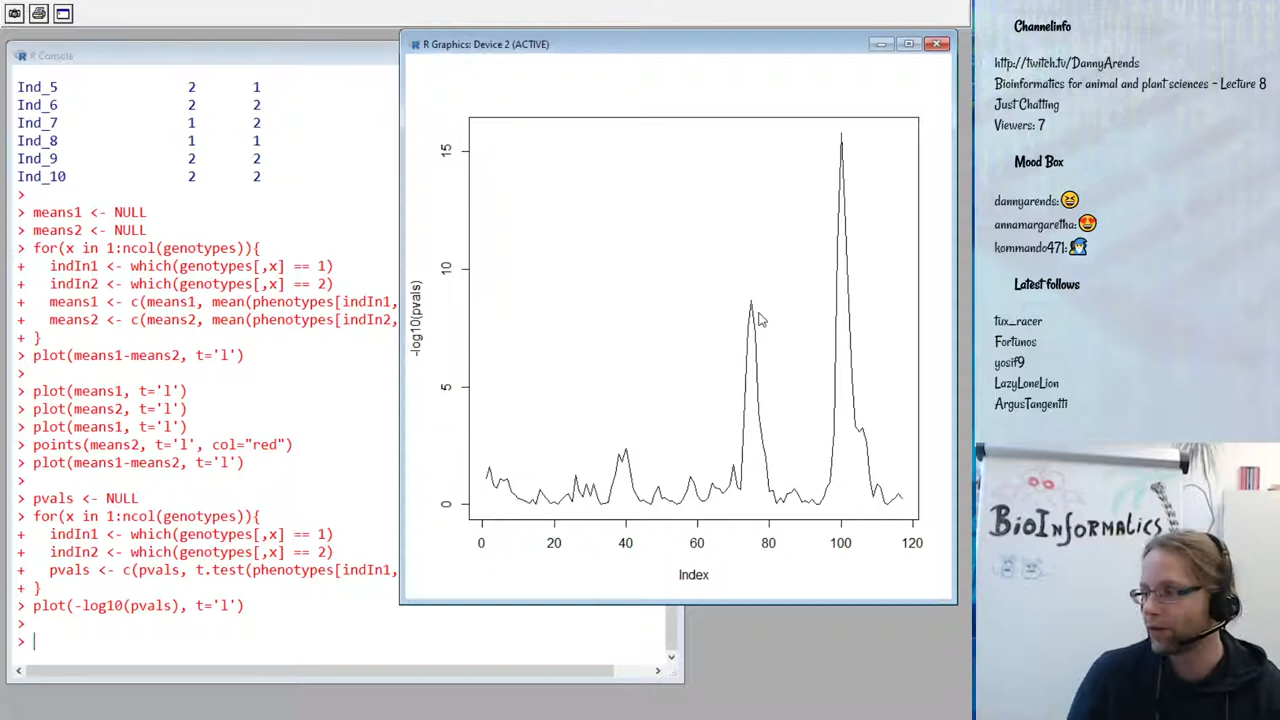 R Console
Ind_5 2 1
Ind_6 2 2
Ind_7 1 2
Ind_8 1 1
Ind_9 2 2
Ind_10 2 2
>
> means1 <- NULL
> means2 <- NULL
> for(x in 1:ncol(genotypes)){
+ indIn1 <- which(genotypes[,x] == 1)
+ indIn2 <- which(genotypes[,x] == 2)
+ means1 <- c(means1, mean(phenotypes[indIn1,
+ means2 <- c(means2, mean(phenotypes[indIn2,
+ }
> plot(means1-means2, t='l')
>
> plot(means1, t='l')
> plot(means2, t='l')
> plot(means1, t='l')
> points(means2, t='l', col="red")
> plot(means1-means2, t='l')
>
> pvals <- NULL
> for(x in 1:ncol(genotypes)){
+ indIn1 <- which(genotypes[,x] == 1)
+ indIn2 <- which(genotypes[,x] == 2)
+ pvals <- c(pvals, t.test(phenotypes[indIn1,
+ }
> plot(-log10(pvals), t='l')
>
>
R Graphics: Device 2 (ACTIVE)
-log10(pvals)
15
10
5
0
0 20 40 60 80 100 120
Index
Channelinfo
http://twitch.tv/DannyArends
Bioinformatics for animal and plant sciences - Lecture 8
Just Chatting
Viewers: 7
Mood Box
dannyarends:
annamargaretha:
kommando471:
Latest follows
tux_racer
Fortunos
yosif9
LazyLoneLion
ArgusTangentti
BioInformatics